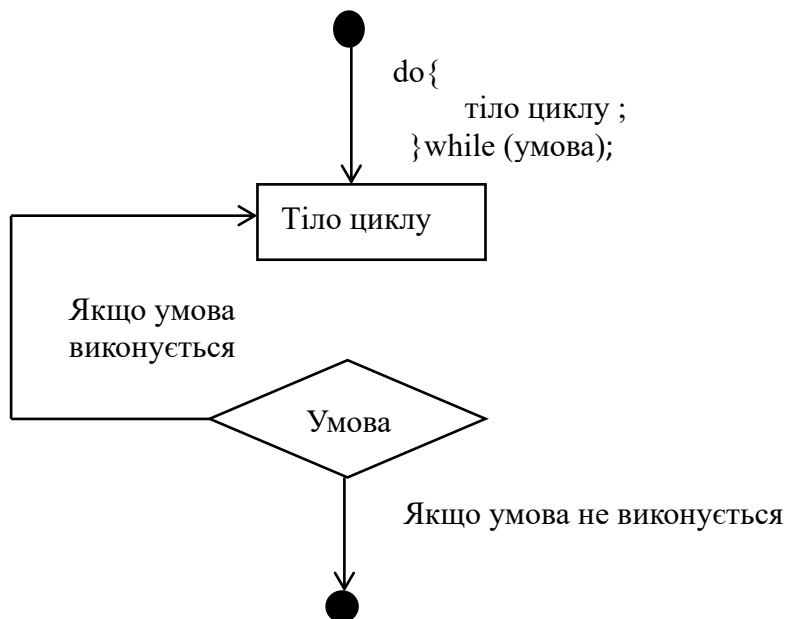 do{
тіло циклу ;
}while (умова);
Тіло циклу
Якщо умова
виконується
Умова
Якщо умова не виконується